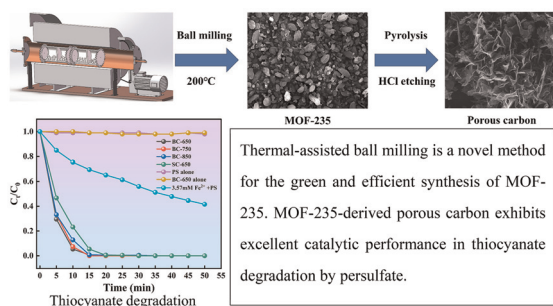 Ball milling
200℃
Pyrolysis
HCl etching
MOF-235
Porous carbon
Ct/C0
1.0
0.8
0.6
0.4
0.2
0.0
BC-650
BC-750
BC-850
SC-650
PS alone
BC-650 alone
3.57mM Fe³⁺+PS
0 5 10 15 20 25 30 35 40 45 50 55
Time (min)
Thiocyanate degradation
Thermal-assisted ball milling is a novel method
for the green and efficient synthesis of MOF-
235. MOF-235-derived porous carbon exhibits
excellent catalytic performance in thiocyanate
degradation by persulfate.